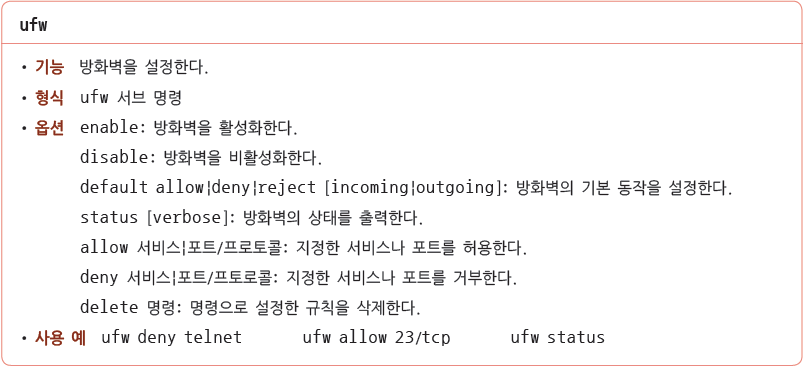 ufw
• 기능 방화벽을 설정한다.
• 형식 ufw 서브 명령
• 옵션 enable: 방화벽을 활성화한다.
disable: 방화벽을 비활성화한다.
default allow¦deny¦reject [incoming¦outgoing]: 방화벽의 기본 동작을 설정한다.
status [verbose]: 방화벽의 상태를 출력한다.
allow 서비스¦포트/프로토콜: 지정한 서비스나 포트를 허용한다.
deny 서비스¦포트/프토로콜: 지정한 서비스나 포트를 거부한다.
delete 명령: 명령으로 설정한 규칙을 삭제한다.
• 사용 예 ufw deny telnet ufw allow 23/tcp ufw status